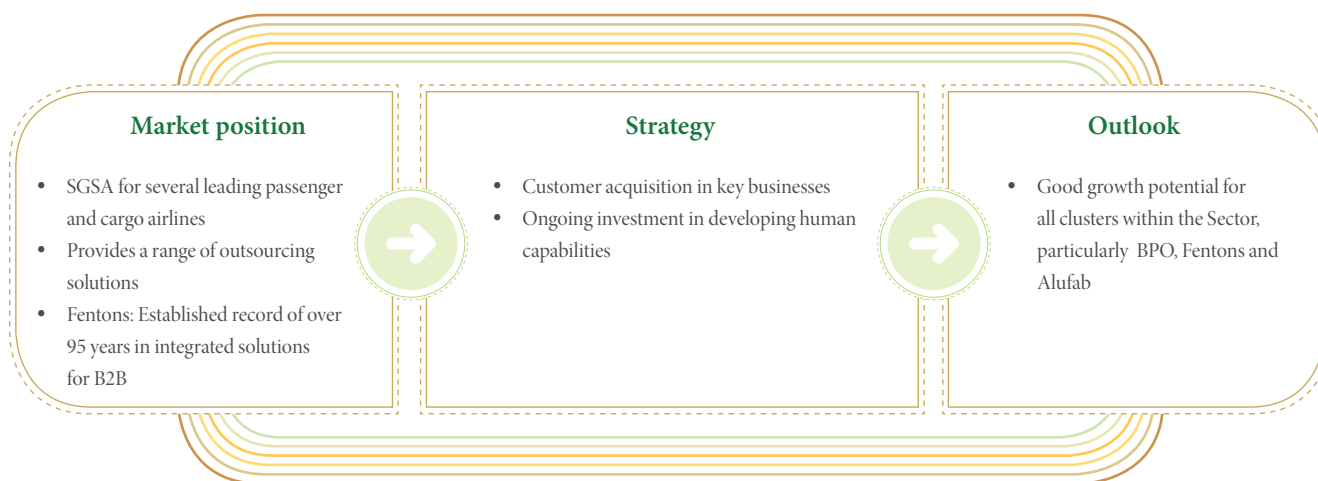 Market position
• SGSA for several leading passenger
and cargo airlines
• Provides a range of outsourcing
solutions
• Fentons: Established record of over
95 years in integrated solutions
for B2B
Strategy
• Customer acquisition in key businesses
• Ongoing investment in developing human
capabilities
Outlook
• Good growth potential for
all clusters within the Sector,
particularly BPO, Fentons and
Alufab